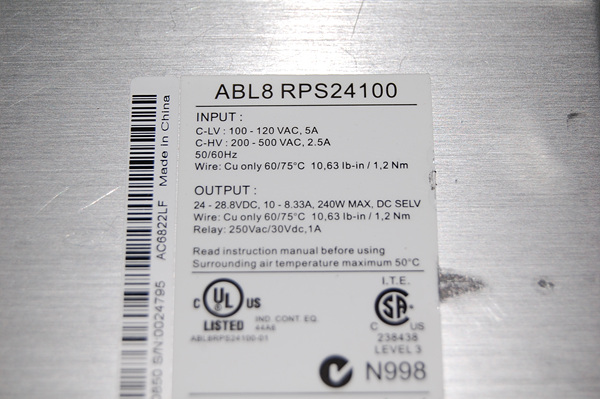 ABL8 RPS24100
INPUT :
C-LV : 100 - 120 VAC, 5A
C-HV : 200 - 500 VAC, 2.5A
50/60Hz
Wire: Cu only 60/75°C 10,63 lb-in / 1,2 Nm
OUTPUT :
24 - 28.8VDC, 10 - 8.33A, 240W MAX, DC SELV
Wire: Cu only 60/75°C 10,63 lb-in/ 1,2 Nm
Relay: 250Vac/30Vdc,1A
Read instruction manual before using
Surrounding air temperature maximum 50°C
C UL US
LISTED
IND. CONT. EQ.
44A6
ABL8RPS24100-01
I.T.E.
SA
C US
238438
LEVEL 3
N998
Made In China
AC6822LF
0850 S/N:0024795